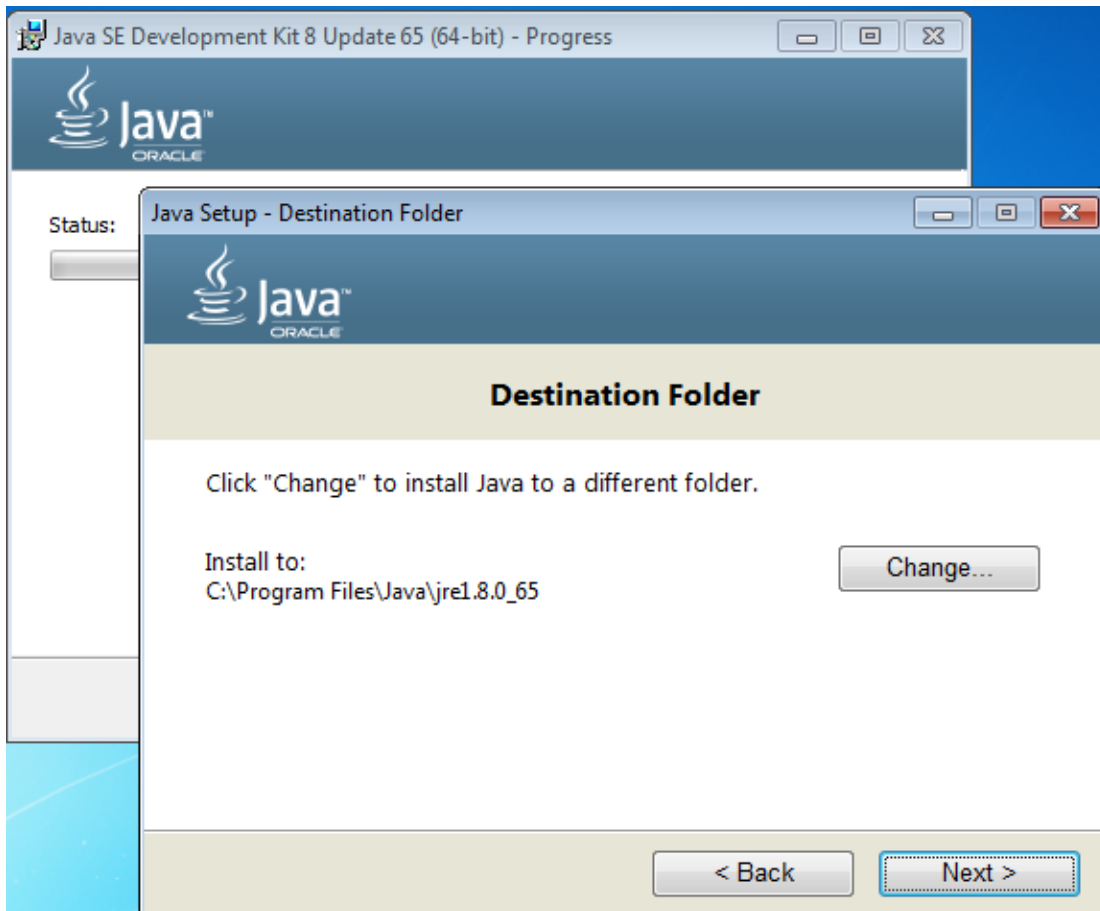 Java SE Development Kit 8 Update 65 (64-bit) - Progress
Java™
ORACLE
Status:
Java Setup - Destination Folder
Java™
ORACLE
Destination Folder
Click "Change" to install Java to a different folder.
Install to:
C:\Program Files\Java\jre1.8.0_65
Change...
< Back
Next >